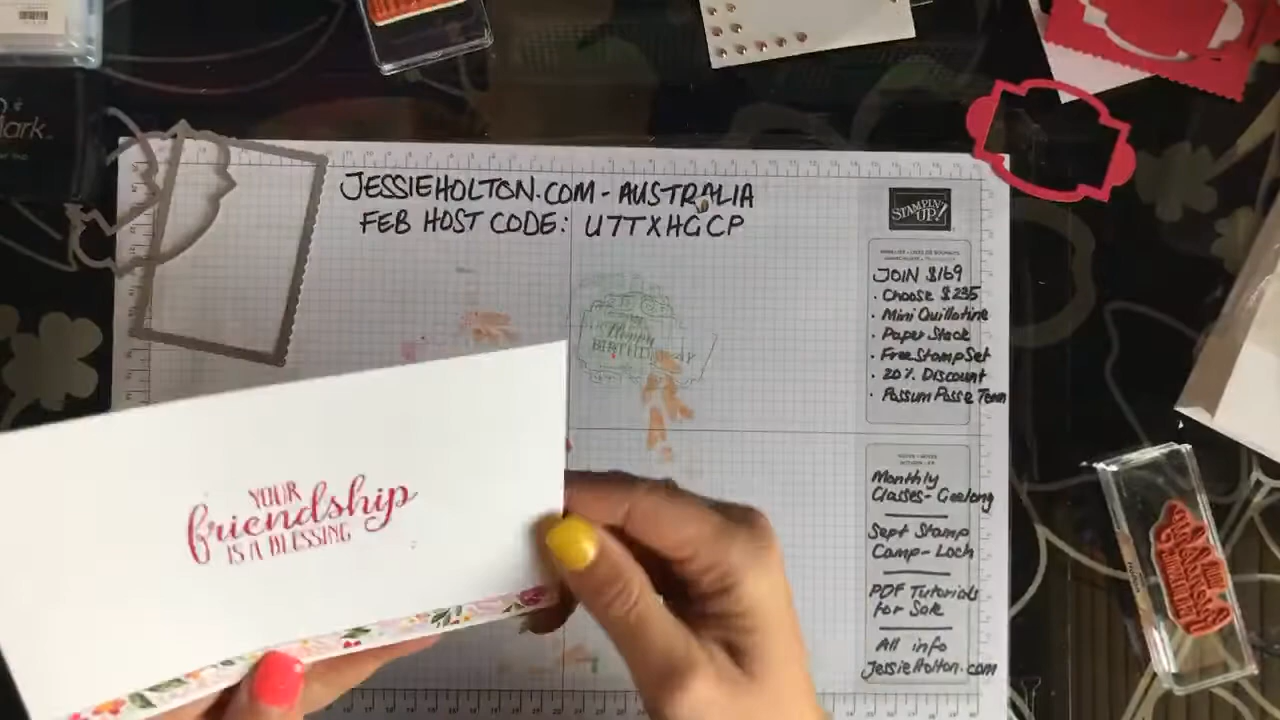 JESSIEHOLTON.COM - AUSTRALIA
FEB HOST CODE: U7TXHGCP
STAMPIN' UP!
JOIN $169
• Choose $235
• Mini Guillotine
• Paper Stack
• Free Stamp Set
• 20% Discount
• Possum Posse Team
Happy
BIRTHDAY
Monthly
Classes - Geelong
Sept Stamp
Camp - Loch
PDF Tutorials
for Sale
All info
JessieHolton.com
YOUR
friendship
IS A BLESSING